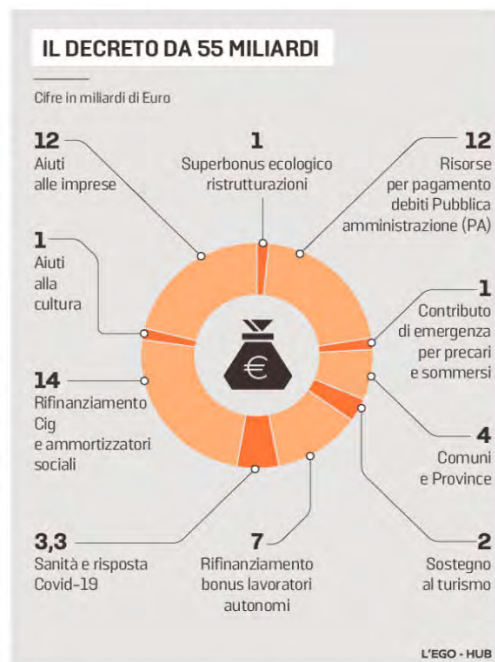 IL DECRETO DA 55 MILIARDI
Cifre in miliardi di Euro
12
Aiuti
alle imprese
1
Superbonus ecologico
ristrutturazioni
12
Risorse
per pagamento
debiti Pubblica
amministrazione (PA)
1
Aiuti
alla
cultura
1
Contributo
di emergenza
per precari
e sommersi
14
Rifinanziamento
Cig
e ammortizzatori
sociali
4
Comuni
e Province
3,3
Sanità e risposta
Covid-19
7
Rifinanziamento
bonus lavoratori
autonomi
2
Sostegno
al turismo
€
L'EGO - HUB